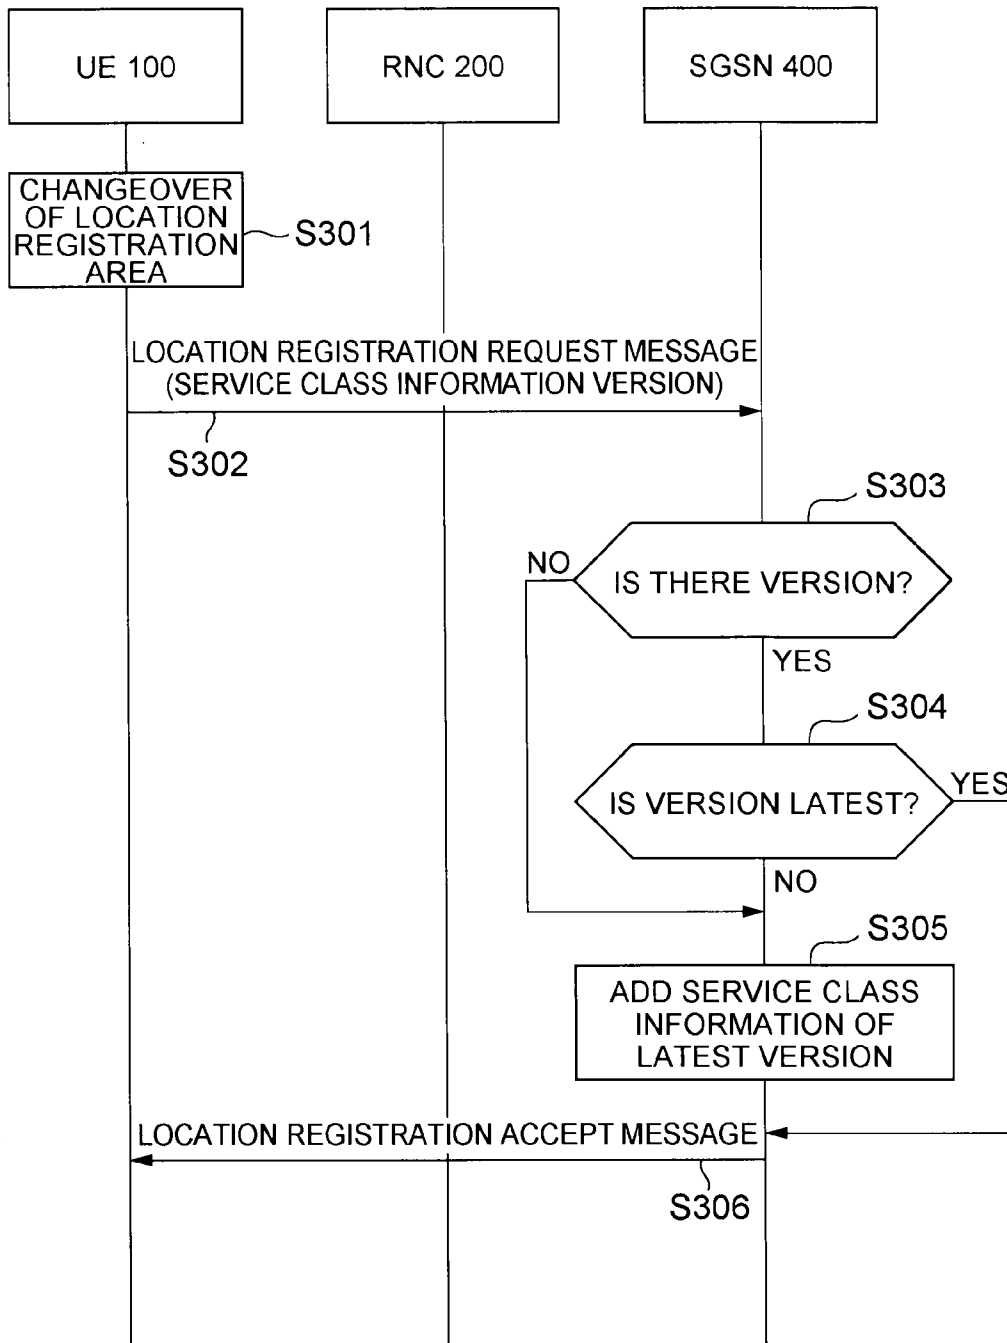 UE 100
RNC 200
SGSN 400
CHANGEOVER
OF LOCATION
REGISTRATION
AREA
S301
LOCATION REGISTRATION REQUEST MESSAGE
(SERVICE CLASS INFORMATION VERSION)
S302
S303
NO
IS THERE VERSION?
YES
S304
IS VERSION LATEST?
YES
NO
S305
ADD SERVICE CLASS
INFORMATION OF
LATEST VERSION
LOCATION REGISTRATION ACCEPT MESSAGE
S306